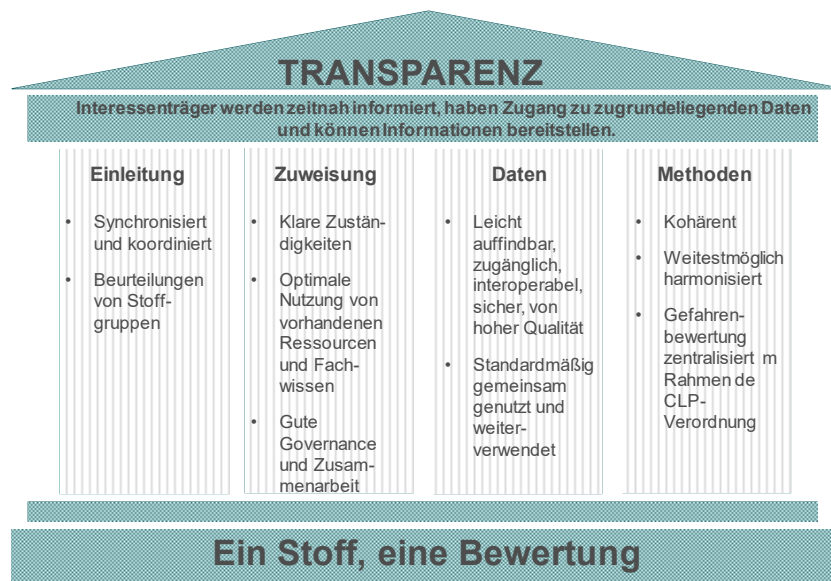 TRANSPARENZ
Interessenträger werden zeitnah informiert, haben Zugang zu zugrundeliegenden Daten
und können Informationen bereitstellen.
Einleitung
• Synchronisiert
und koordiniert
• Beurteilungen
von Stoff-
gruppen
Zuweisung
• Klare Zustän-
digkeiten
• Optimale
Nutzung von
vorhandenen
Ressourcen
und Fach-
wissen
• Gute
Governance
und Zusam-
menarbeit
Daten
• Leicht
auffindbar,
zugänglich,
interoperabel,
sicher, von
hoher Qualität
• Standardmäßig
gemeinsam
genutzt und
weiter-
verwendet
Methoden
• Kohärent
• Weitestmöglich
harmonisiert
• Gefahren-
bewertung
zentralisiert m
Rahmen de
CLP-
Verordnung
Ein Stoff, eine Bewertung